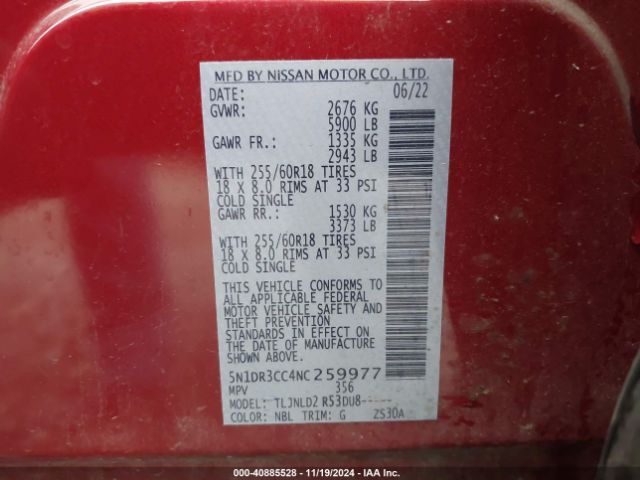 MFD BY NISSAN MOTOR CO., LTD.
DATE: 06/22
GVWR: 2676 KG
5900 LB
GAWR FR.: 1335 KG
2943 LB
WITH 255/60R18 TIRES
18 X 8.0 RIMS AT 33 PSI
COLD SINGLE
GAWR RR.: 1530 KG
3373 LB
WITH 255/60R18 TIRES
18 X 8.0 RIMS AT 33 PSI
COLD SINGLE
THIS VEHICLE CONFORMS TO
ALL APPLICABLE FEDERAL
MOTOR VEHICLE SAFETY AND
THEFT PREVENTION
STANDARDS IN EFFECT ON
THE DATE OF MANUFACTURE
SHOWN ABOVE.
5N1DR3CC4NC259977
MPV 356
MODEL: TLJNLD2 R53DU8-----
COLOR: NBL TRIM: G ZS30A
000-40885528 - 11/19/2024 - IAAI.com